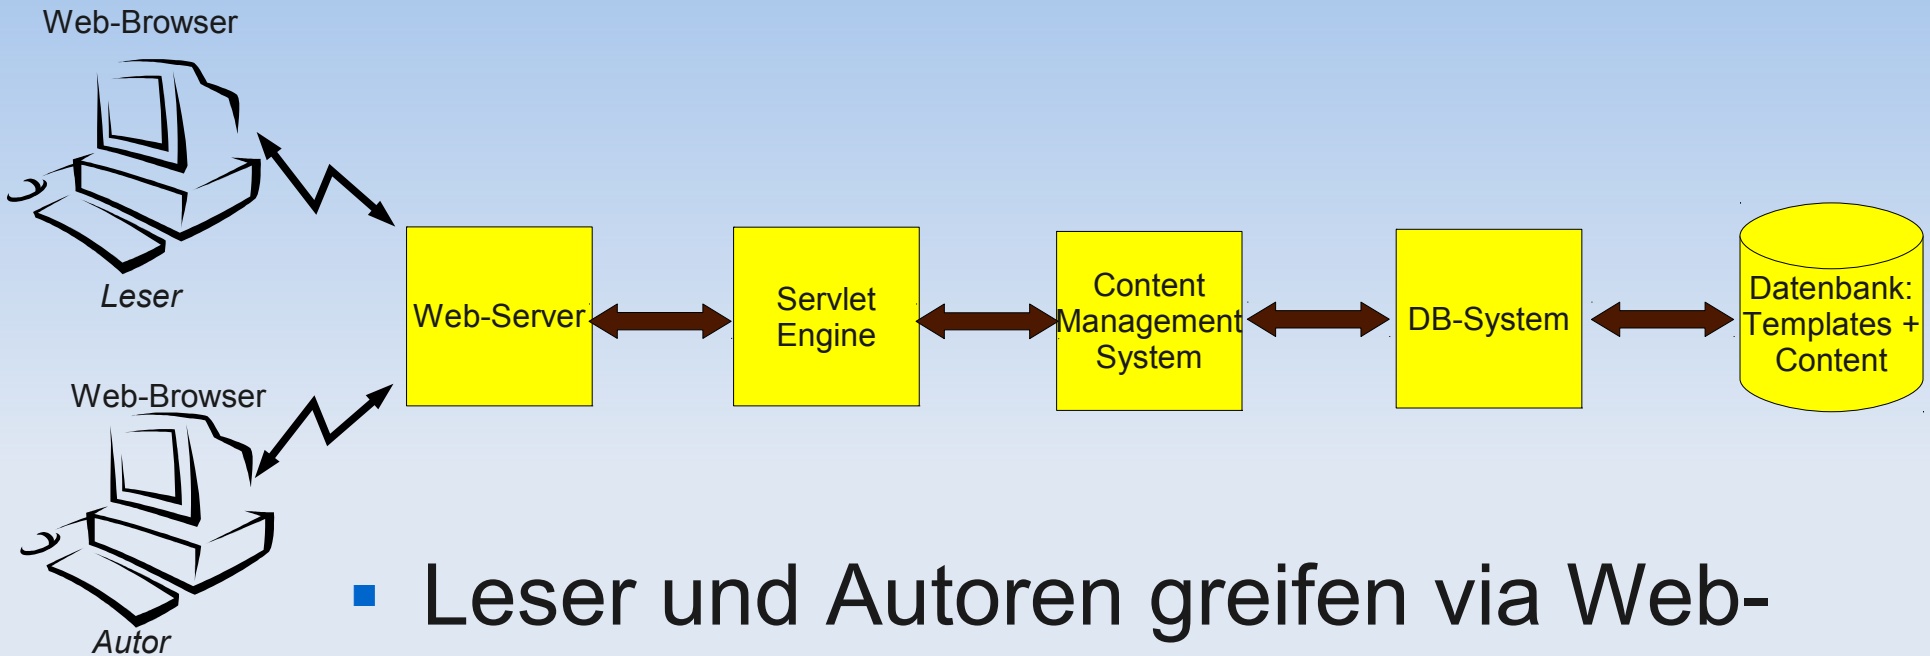 Web-Browser
Leser
Web-Browser
Autor
Web-Server
Servlet
Engine
Content
Management
System
DB-System
Datenbank:
Templates +
Content
Leser und Autoren greifen via Web-